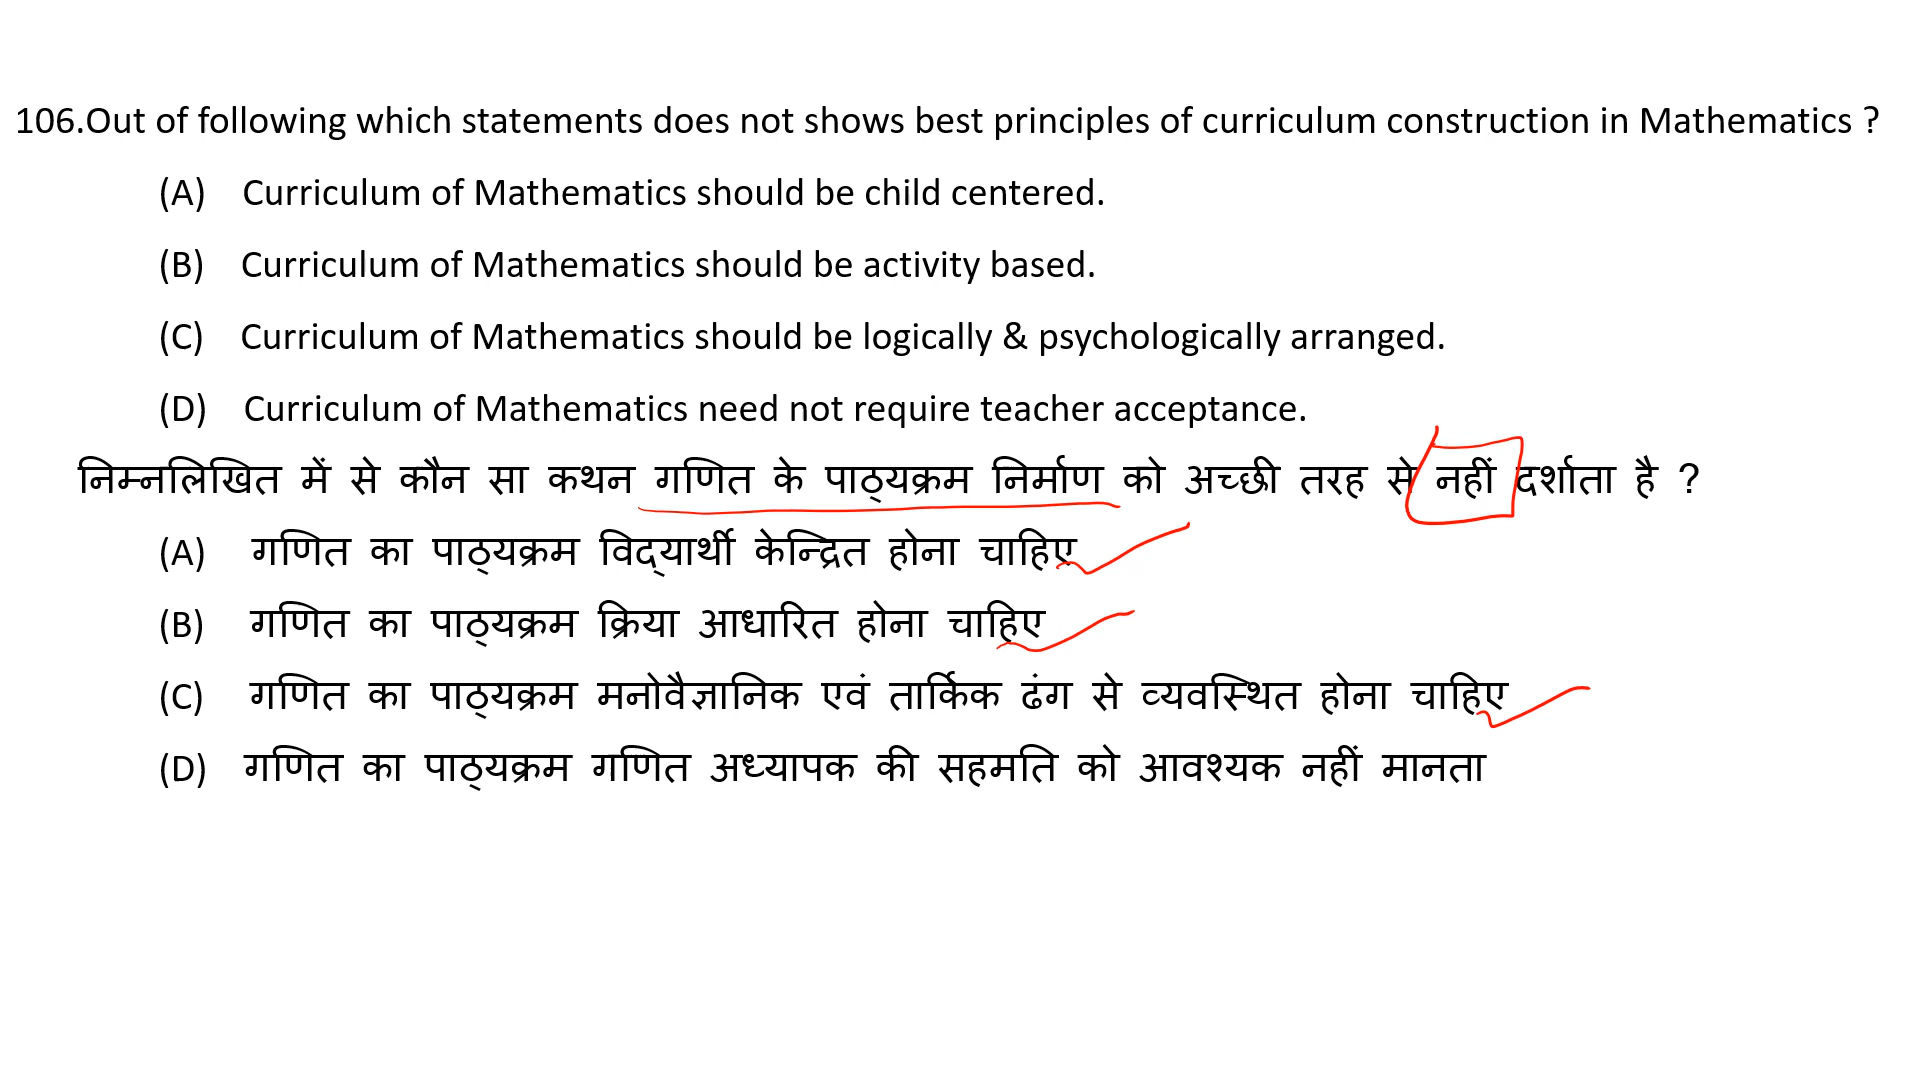 106.Out of following which statements does not shows best principles of curriculum construction in Mathematics ?
(A) Curriculum of Mathematics should be child centered.
(B) Curriculum of Mathematics should be activity based.
(C) Curriculum of Mathematics should be logically & psychologically arranged.
(D) Curriculum of Mathematics need not require teacher acceptance.
निम्नलिखित में से कौन सा कथन गणित के पाठ्यक्रम निर्माण को अच्छी तरह से नहीं दर्शाता है ?
(A) गणित का पाठ्यक्रम विद्यार्थी केन्द्रित होना चाहिए
(B) गणित का पाठ्यक्रम क्रिया आधारित होना चाहिए
(C) गणित का पाठ्यक्रम मनोवैज्ञानिक एवं तार्किक ढंग से व्यवस्थित होना चाहिए
(D) गणित का पाठ्यक्रम गणित अध्यापक की सहमति को आवश्यक नहीं मानता